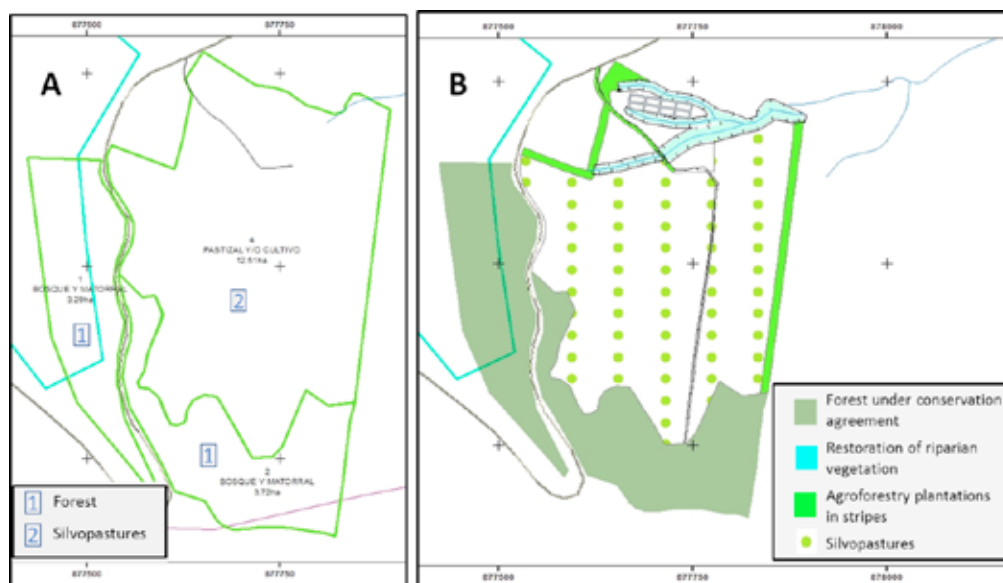 877500 877750
A
4
PASTIZAL Y/O CULTIVO
12.51ha
2
1
BOSQUE Y MATORRAL
3.29ha
1
1
2
BOSQUE Y MATORRAL
3.72ha
1 Forest
2 Silvopastures
877500 877750
877500 877750 878000
B
Forest under conservation
agreement
Restoration of riparian
vegetation
Agroforestry plantations
in stripes
Silvopastures
877500 877750 878000